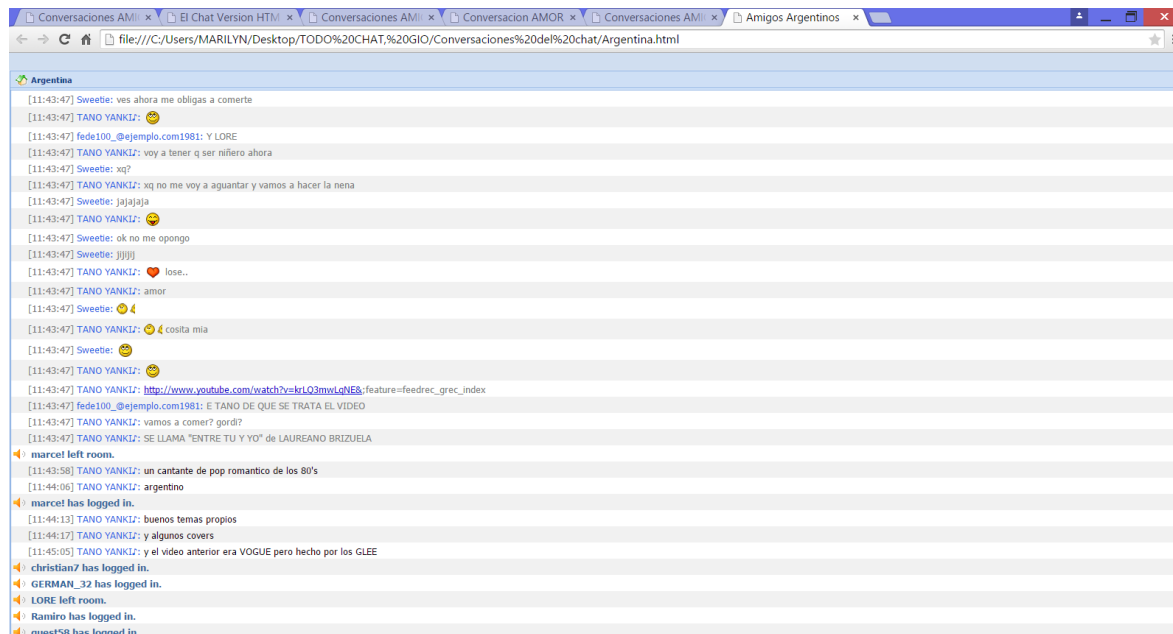 Conversaciones AMI × El Chat Version HTM × Conversaciones AMI × Conversacion AMOR × Conversaciones AMI × Amigos Argentinos ×
file:///C:/Users/MARILYN/Desktop/TODO%20CHAT,%20GIO/Conversaciones%20del%20chat/Argentina.html
Argentina
[11:43:47] Sweetie: ves ahora me obligas a comerte
[11:43:47] TANO YANKI♪:
[11:43:47] fede100_@ejemplo.com1981: Y LORE
[11:43:47] TANO YANKI♪: voy a tener q ser niñero ahora
[11:43:47] Sweetie: xq?
[11:43:47] TANO YANKI♪: xq no me voy a aguantar y vamos a hacer la nena
[11:43:47] Sweetie: jajajaja
[11:43:47] TANO YANKI♪:
[11:43:47] Sweetie: ok no me opongo
[11:43:47] Sweetie: jijijij
[11:43:47] TANO YANKI♪: lose..
[11:43:47] TANO YANKI♪: amor
[11:43:47] Sweetie:
[11:43:47] TANO YANKI♪: cosita mia
[11:43:47] Sweetie:
[11:43:47] TANO YANKI♪:
[11:43:47] TANO YANKI♪: http://www.youtube.com/watch?v=krLQ3mwLqNE&;feature=feedrec_grec_index
[11:43:47] fede100_@ejemplo.com1981: E TANO DE QUE SE TRATA EL VIDEO
[11:43:47] TANO YANKI♪: vamos a comer? gordi?
[11:43:47] TANO YANKI♪: SE LLAMA "ENTRE TU Y YO" de LAUREANO BRIZUELA
marce! left room.
[11:43:58] TANO YANKI♪: un cantante de pop romantico de los 80's
[11:44:06] TANO YANKI♪: argentino
marce! has logged in.
[11:44:13] TANO YANKI♪: buenos temas propios
[11:44:17] TANO YANKI♪: y algunos covers
[11:45:05] TANO YANKI♪: y el video anterior era VOGUE pero hecho por los GLEE
christian7 has logged in.
GERMAN_32 has logged in.
LORE left room.
Ramiro has logged in.
guest58 has logged in.